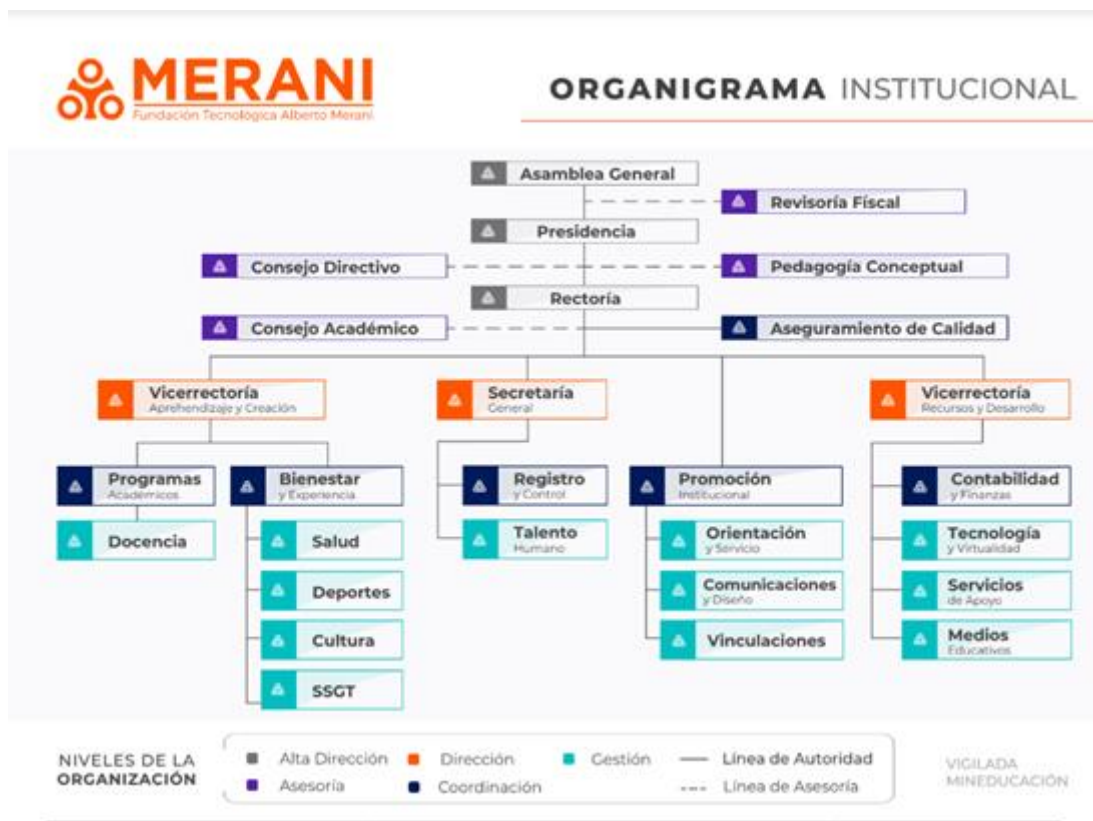 MERANI
Fundación Tecnológica Alberto Merani
ORGANIGRAMA INSTITUCIONAL
Asamblea General
Revisoría Físcal
Presidencia
Consejo Directivo
Pedagogía Conceptual
Rectoría
Consejo Académico
Aseguramiento de Calidad
Vicerrectoría
Aprehendizaje y Creación
Secretaría
General
Vicerrectoría
Recursos y Desarrollo
Programas
Académicos
Bienestar
y Experiencia
Registro
y Control
Promoción
Institucional
Contabilidad
y Finanzas
Docencia
Salud
Talento
Humano
Orientación
y Servicio
Tecnología
y Virtualidad
Deportes
Comunicaciones
y Diseño
Servicios
de Apoyo
Cultura
Vinculaciones
Medios
Educativos
SSGT
NIVELES DE LA
ORGANIZACIÓN
Alta Dirección
Dirección
Gestión
Línea de Autoridad
Asesoría
Coordinación
Línea de Asesoría
VIGILADA
MINEDUCACIÓN